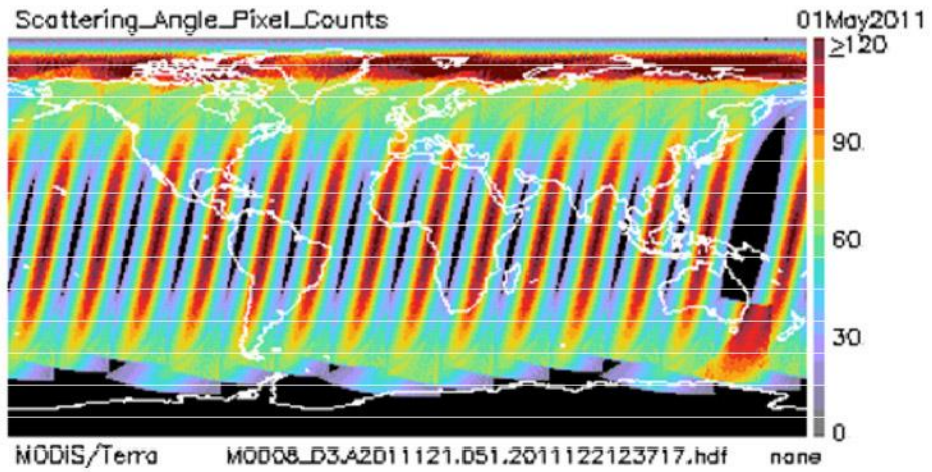 Scattering_Angle_Pixel_Counts 01May2011
≥120
90.
60
30.
0
MODIS/Terra MOD08_D3.A2011121.051.2011122123717.hdf none